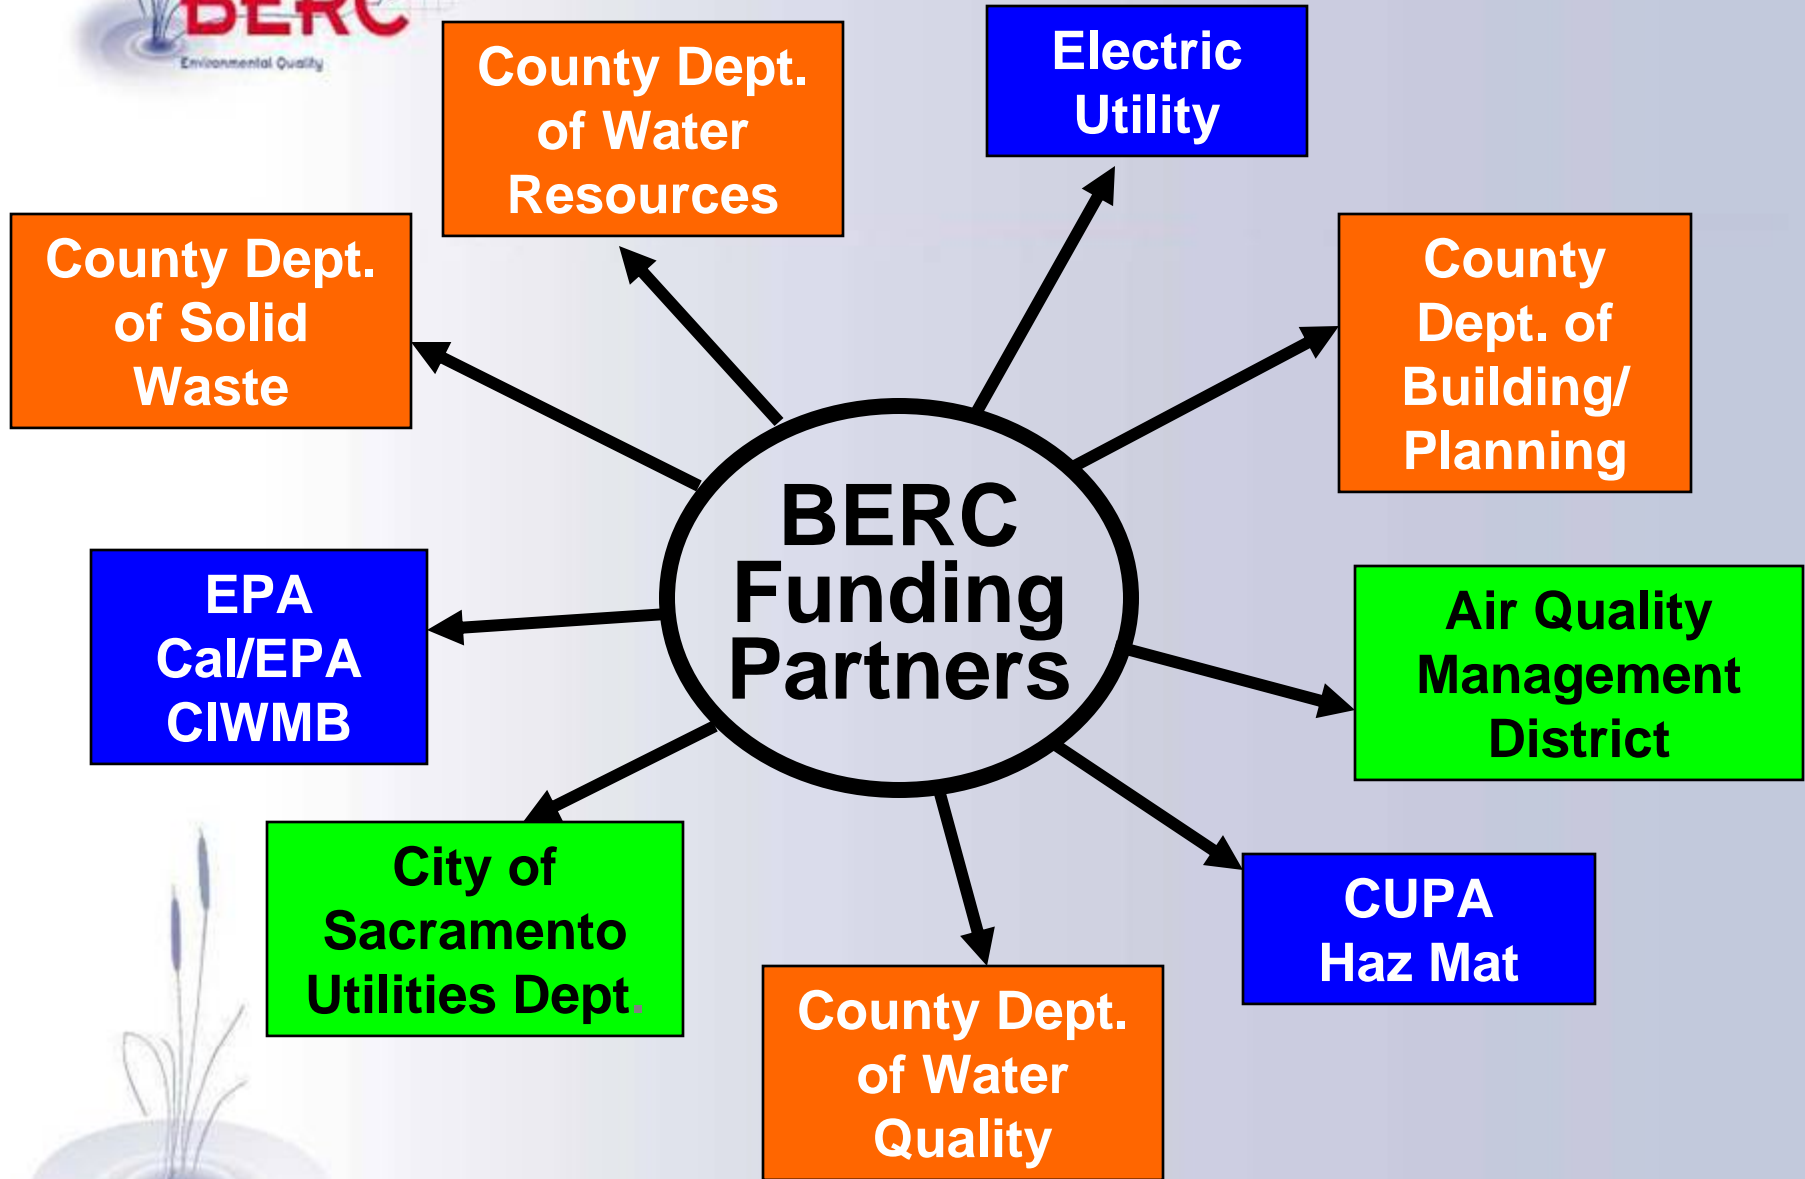 BERC
Environmental Quality
County Dept.
of Water
Resources
Electric
Utility
County Dept.
of Solid
Waste
County
Dept. of
Building/
Planning
BERC
Funding
Partners
EPA
Cal/EPA
CIWMB
Air Quality
Management
District
City of
Sacramento
Utilities Dept.
CUPA
Haz Mat
County Dept.
of Water
Quality